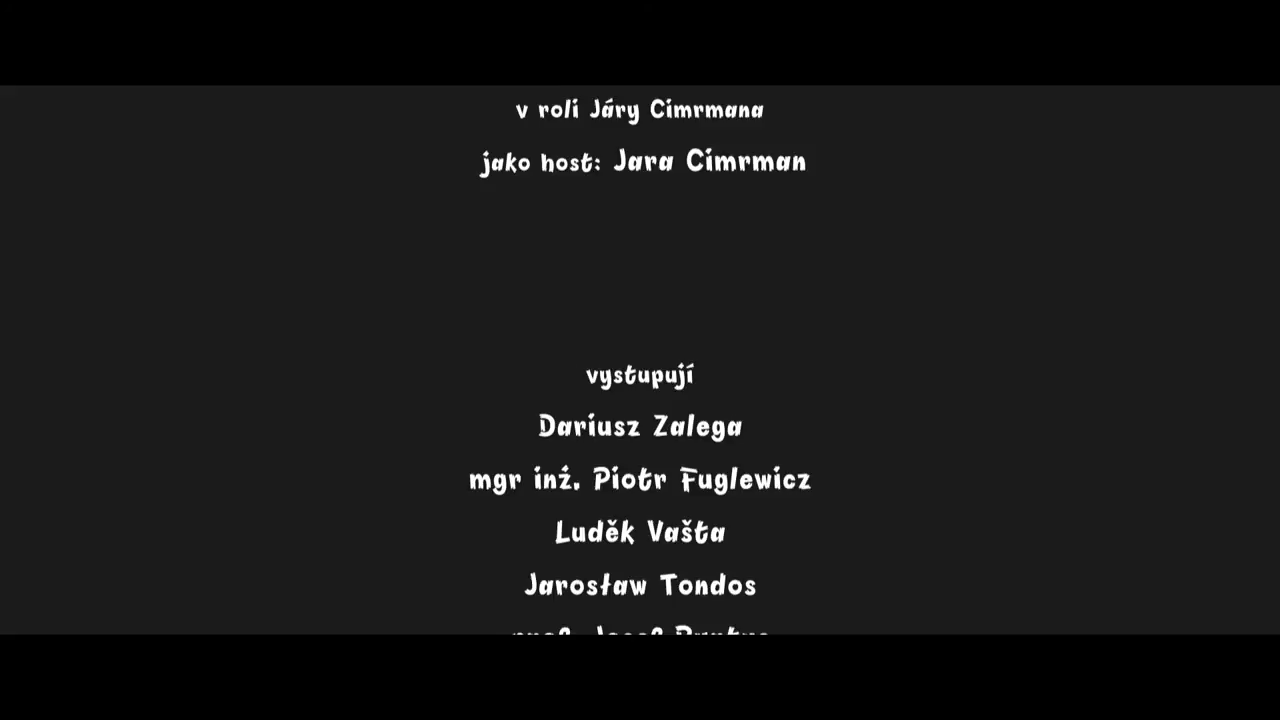 v roli Járy Cimrmana
jako host: Jara Cimrman
vystupují
Dariusz Zalega
mgr inż. Piotr Fuglewicz
Luděk Vašta
Jarosław Tondos